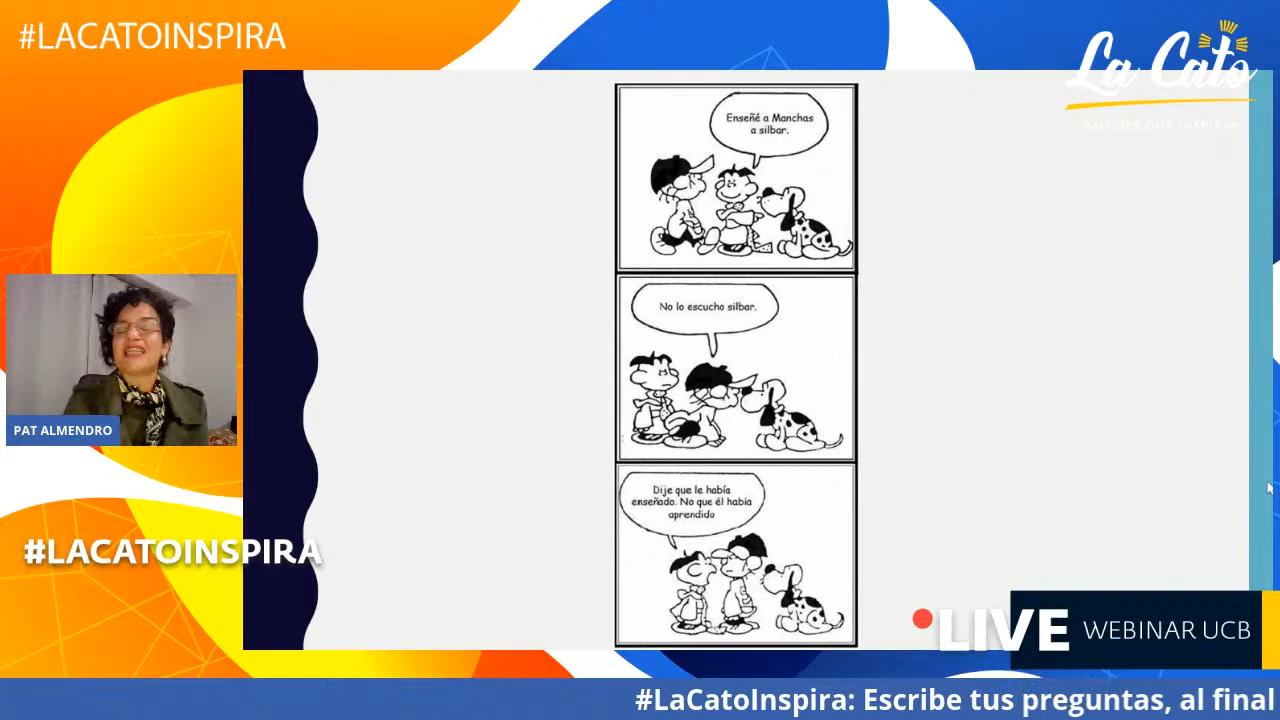 #LACATOINSPIRA
La Cato
Enseñé a Manchas
a silbar.
No lo escucho silbar.
Dije que le había
enseñado. No que él había
aprendido
PAT ALMENDRO
#LACATOINSPIRA
LIVE
WEBINAR UCB
#LaCatoInspira: Escribe tus preguntas, al final